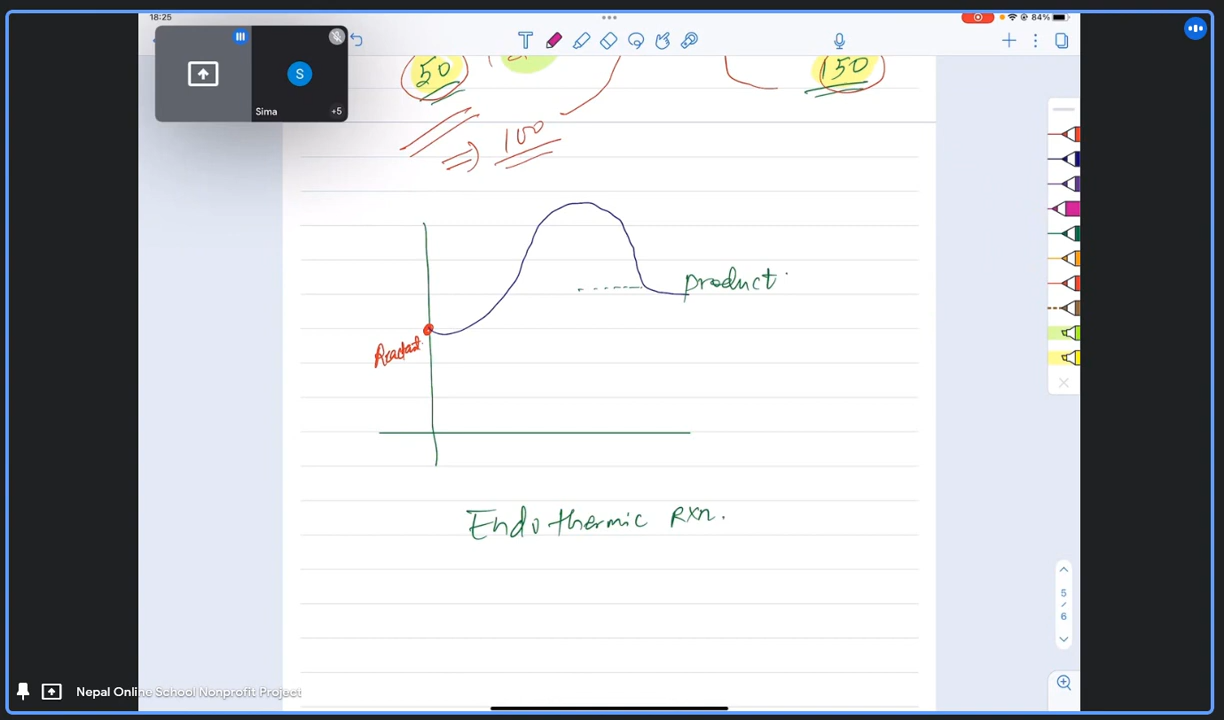 18:25
84%
T
50
150
S
Sima
+5
⇒ 100
product.
Reactant.
Endothermic Rxn.
5
/
6
Nepal Online School Nonprofit Project